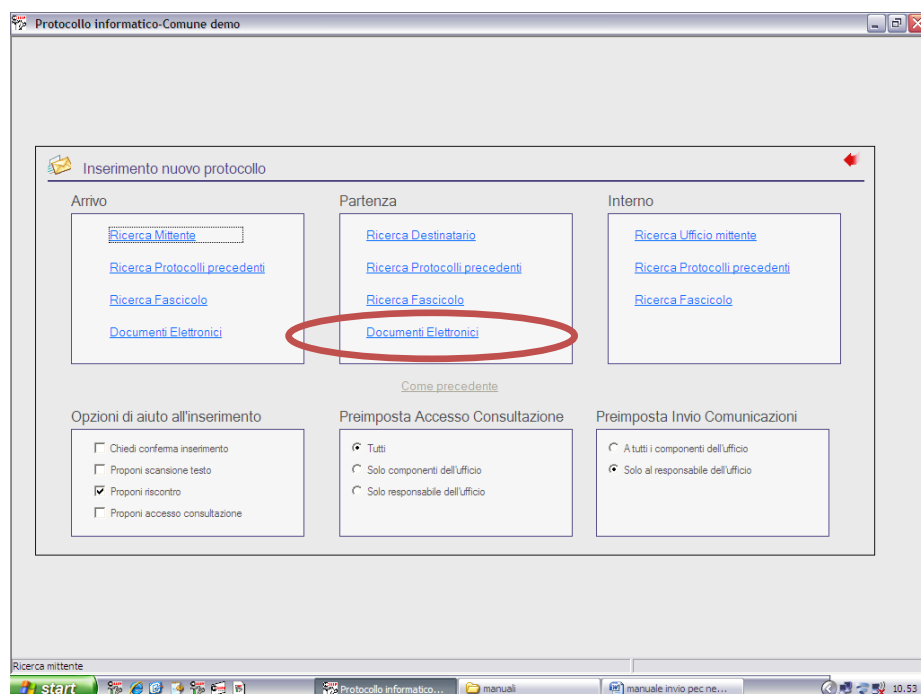 Protocollo informatico-Comune demo
Inserimento nuovo protocollo
Arrivo
Ricerca Mittente
Ricerca Protocolli precedenti
Ricerca Fascicolo
Documenti Elettronici
Partenza
Ricerca Destinatario
Ricerca Protocolli precedenti
Ricerca Fascicolo
Documenti Elettronici
Interno
Ricerca Ufficio mittente
Ricerca Protocolli precedenti
Ricerca Fascicolo
Come precedente
Opzioni di aiuto all'inserimento
Chiedi conferma inserimento
Proponi scansione testo
Proponi riscontro
Proponi accesso consultazione
Preimposta Accesso Consultazione
Tutti
Solo componenti dell'ufficio
Solo responsabile dell'ufficio
Preimposta Invio Comunicazioni
A tutti i componenti dell'ufficio
Solo al responsabile dell'ufficio
Ricerca mittente
start
Protocollo informatico...
manuali
manuale invio pec ne...